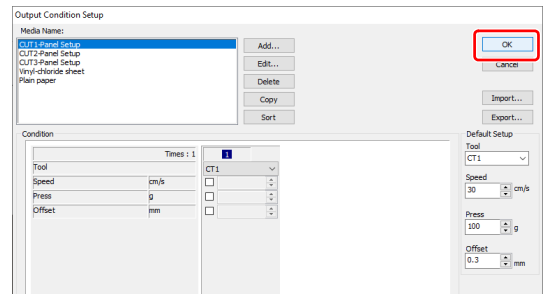 Output Condition Setup
Media Name:
CUT1-Panel Setup
CUT2-Panel Setup
CUT3-Panel Setup
Vinyl-chloride sheet
Plain paper
Add...
Edit...
Delete
Copy
Sort
OK
Cancel
Import...
Export...
Condition
Times : 1
1
Tool
CT1
Speed cm/s
Press g
Offset mm
Default Setup
Tool
CT1
Speed
30 cm/s
Press
100 g
Offset
0.3 mm